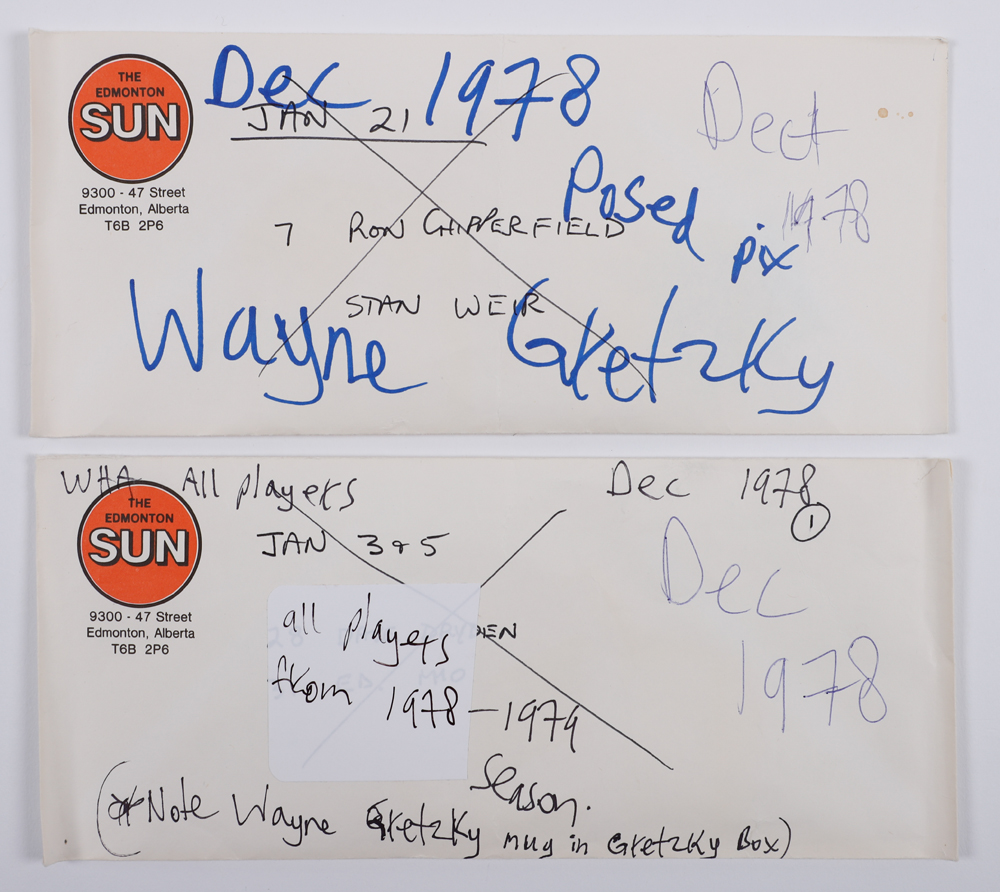 THE
EDMONTON
SUN
9300 - 47 Street
Edmonton, Alberta
T6B 2P6
Dec 1978
JAN 21
Dect
1978
Posed
pix
7 RON CHIPPERFIELD
STAN WEIR
Wayne Gretzky
WHA All players
Dec 1978
1
THE
EDMONTON
SUN
9300 - 47 Street
Edmonton, Alberta
T6B 2P6
JAN 3 & 5
Dec
1978
all players
from 1978-1979
Season.
(* Note Wayne Gretzky mug in Gretzky Box)